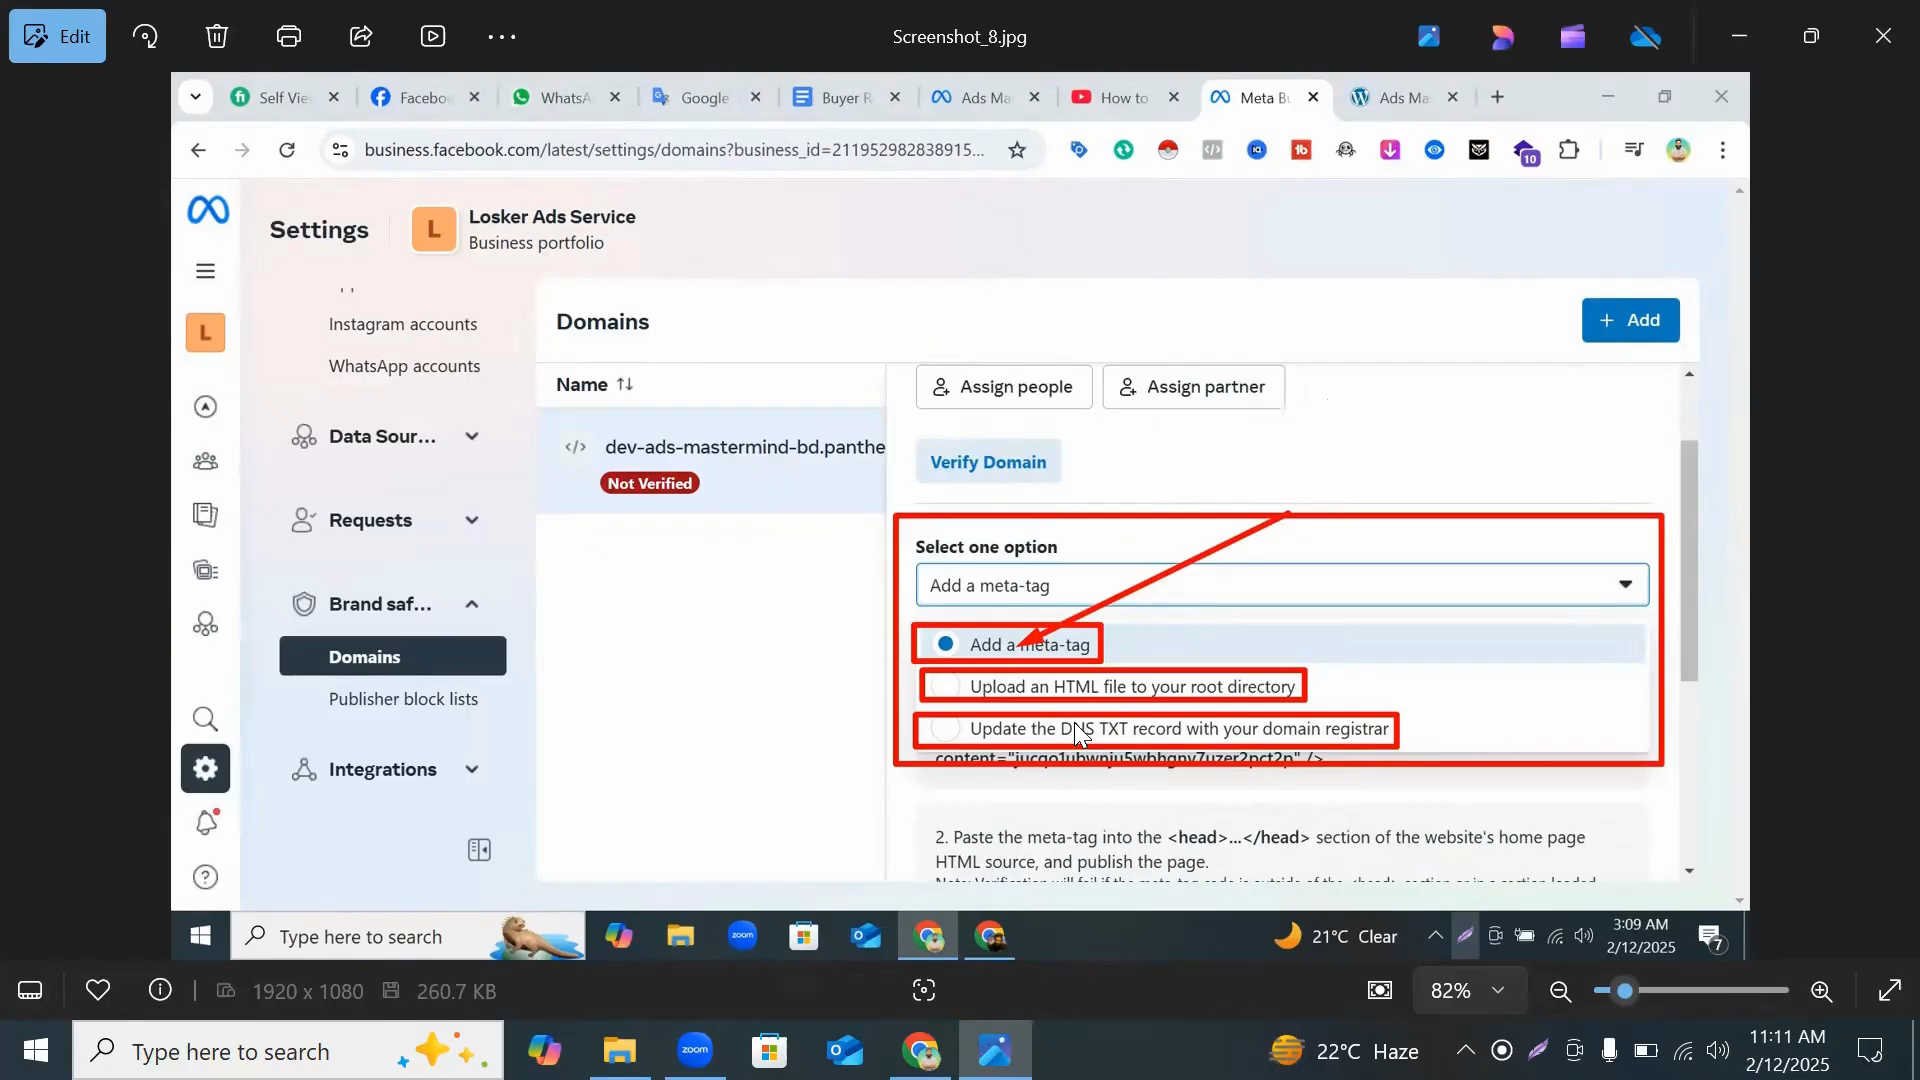 Edit
Screenshot_8.jpg
Self Vie
Facebo
WhatsA
Google
Buyer R
Ads Ma
How to
Meta Bu
Ads Ma
business.facebook.com/latest/settings/domains?business_id=211952982838915...
10
Settings
L
Losker Ads Service
Business portfolio
L
Instagram accounts
WhatsApp accounts
Data Sour...
Requests
Brand saf...
Domains
Publisher block lists
Integrations
Domains
+ Add
Name
dev-ads-mastermind-bd.panthe
Not Verified
Assign people
Assign partner
Verify Domain
Select one option
Add a meta-tag
Add a meta-tag
Upload an HTML file to your root directory
Update the DNS TXT record with your domain registrar
2. Paste the meta-tag into the <head>...</head> section of the website's home page
HTML source, and publish the page.
Type here to search
zoom
21°C Clear
3:09 AM
2/12/2025
7
1920 x 1080
260.7 KB
82%
Type here to search
zoom
22°C Haze
11:11 AM
2/12/2025